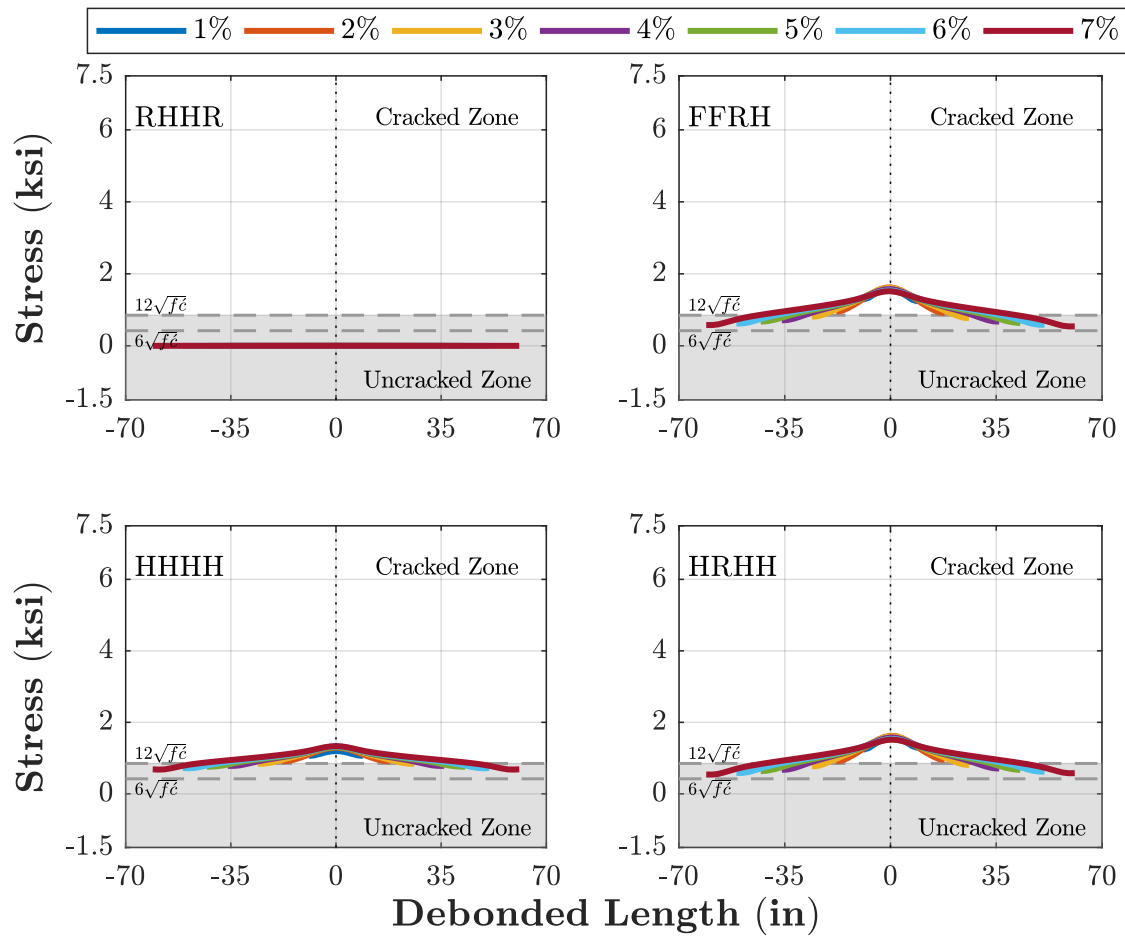 1% 2% 3% 4% 5% 6% 7%
7.5
6
4
2
0
-1.5
-70 -35 0 35 70
RHHR
Cracked Zone
12√fć
6√fć
Uncracked Zone
7.5
6
4
2
0
-1.5
-70 -35 0 35 70
FFRH
Cracked Zone
12√fć
6√fć
Uncracked Zone
Stress (ksi)
7.5
6
4
2
0
-1.5
-70 -35 0 35 70
HHHH
Cracked Zone
12√fć
6√fć
Uncracked Zone
7.5
6
4
2
0
-1.5
-70 -35 0 35 70
HRHH
Cracked Zone
12√fć
6√fć
Uncracked Zone
Stress (ksi)
Debonded Length (in)